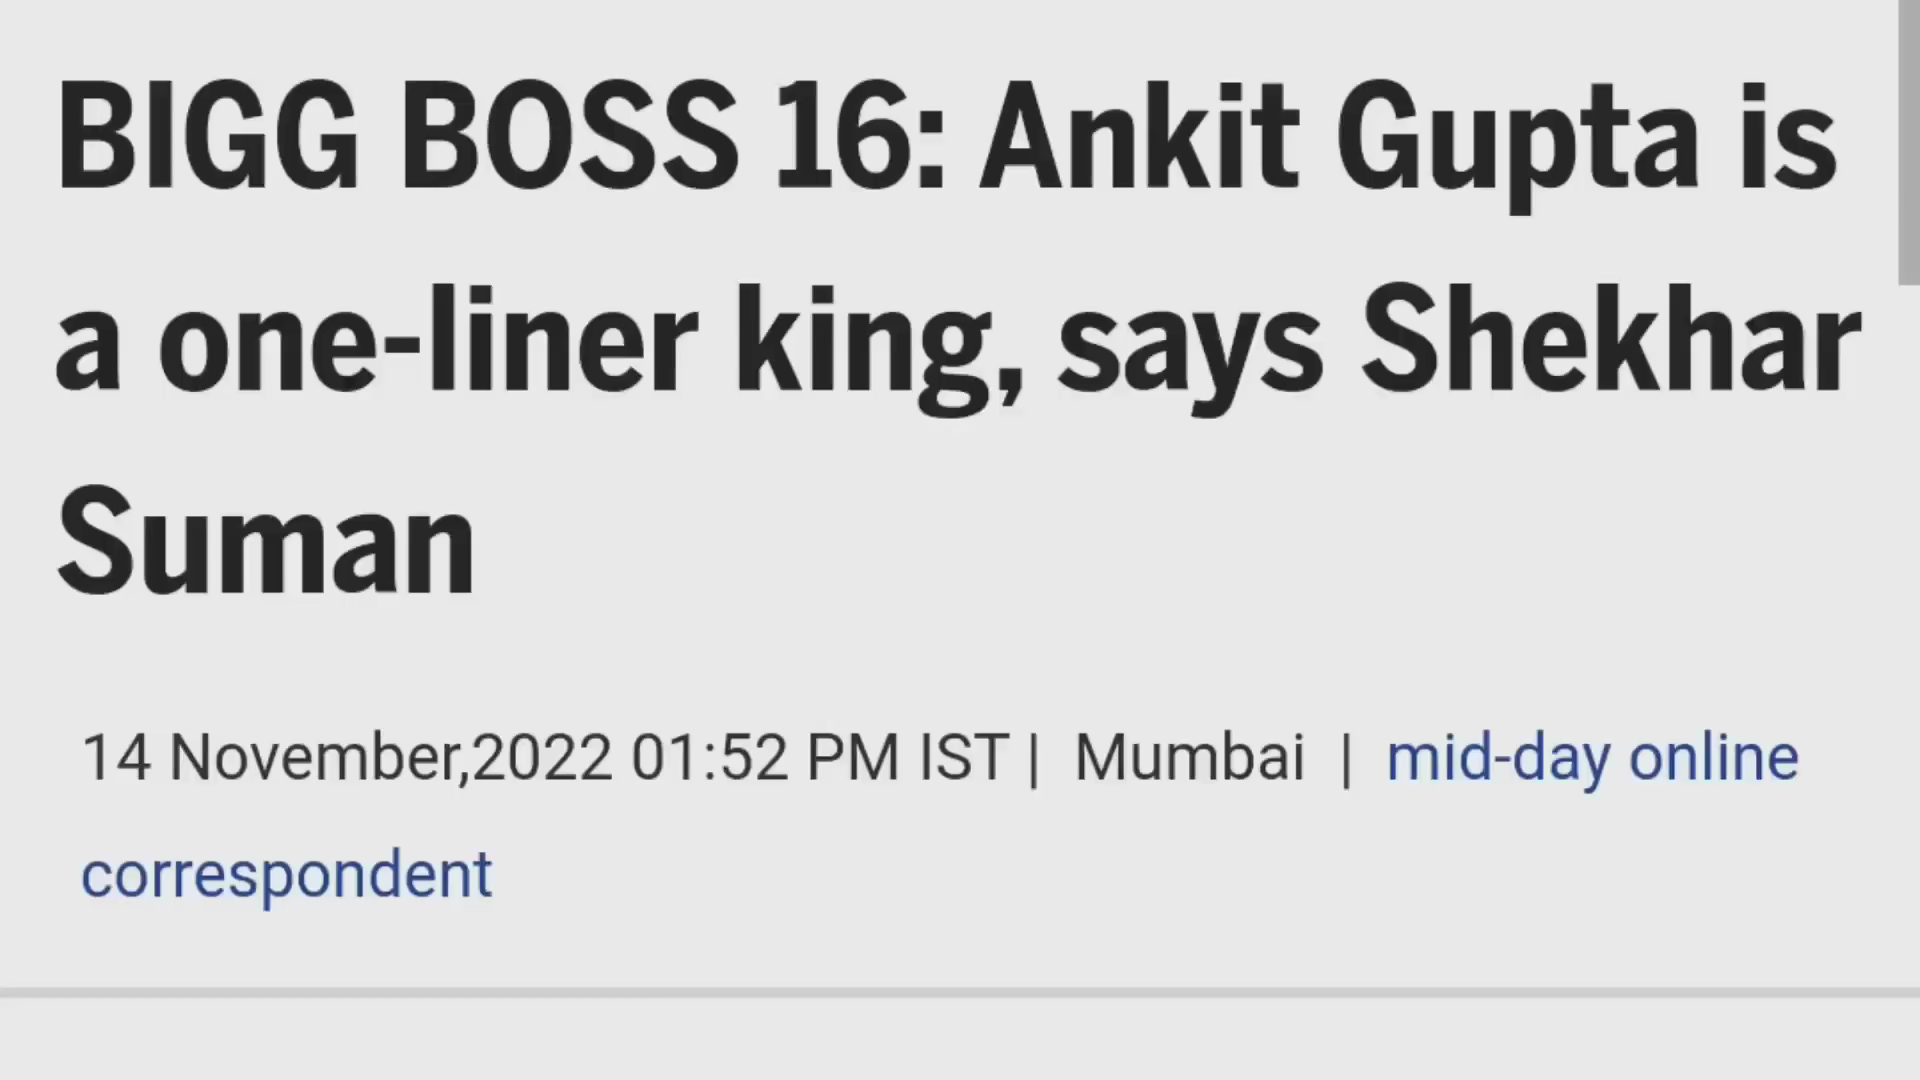 BIGG BOSS 16: Ankit Gupta is
a one-liner king, says Shekhar
Suman
14 November,2022 01:52 PM IST | Mumbai | mid-day online
correspondent